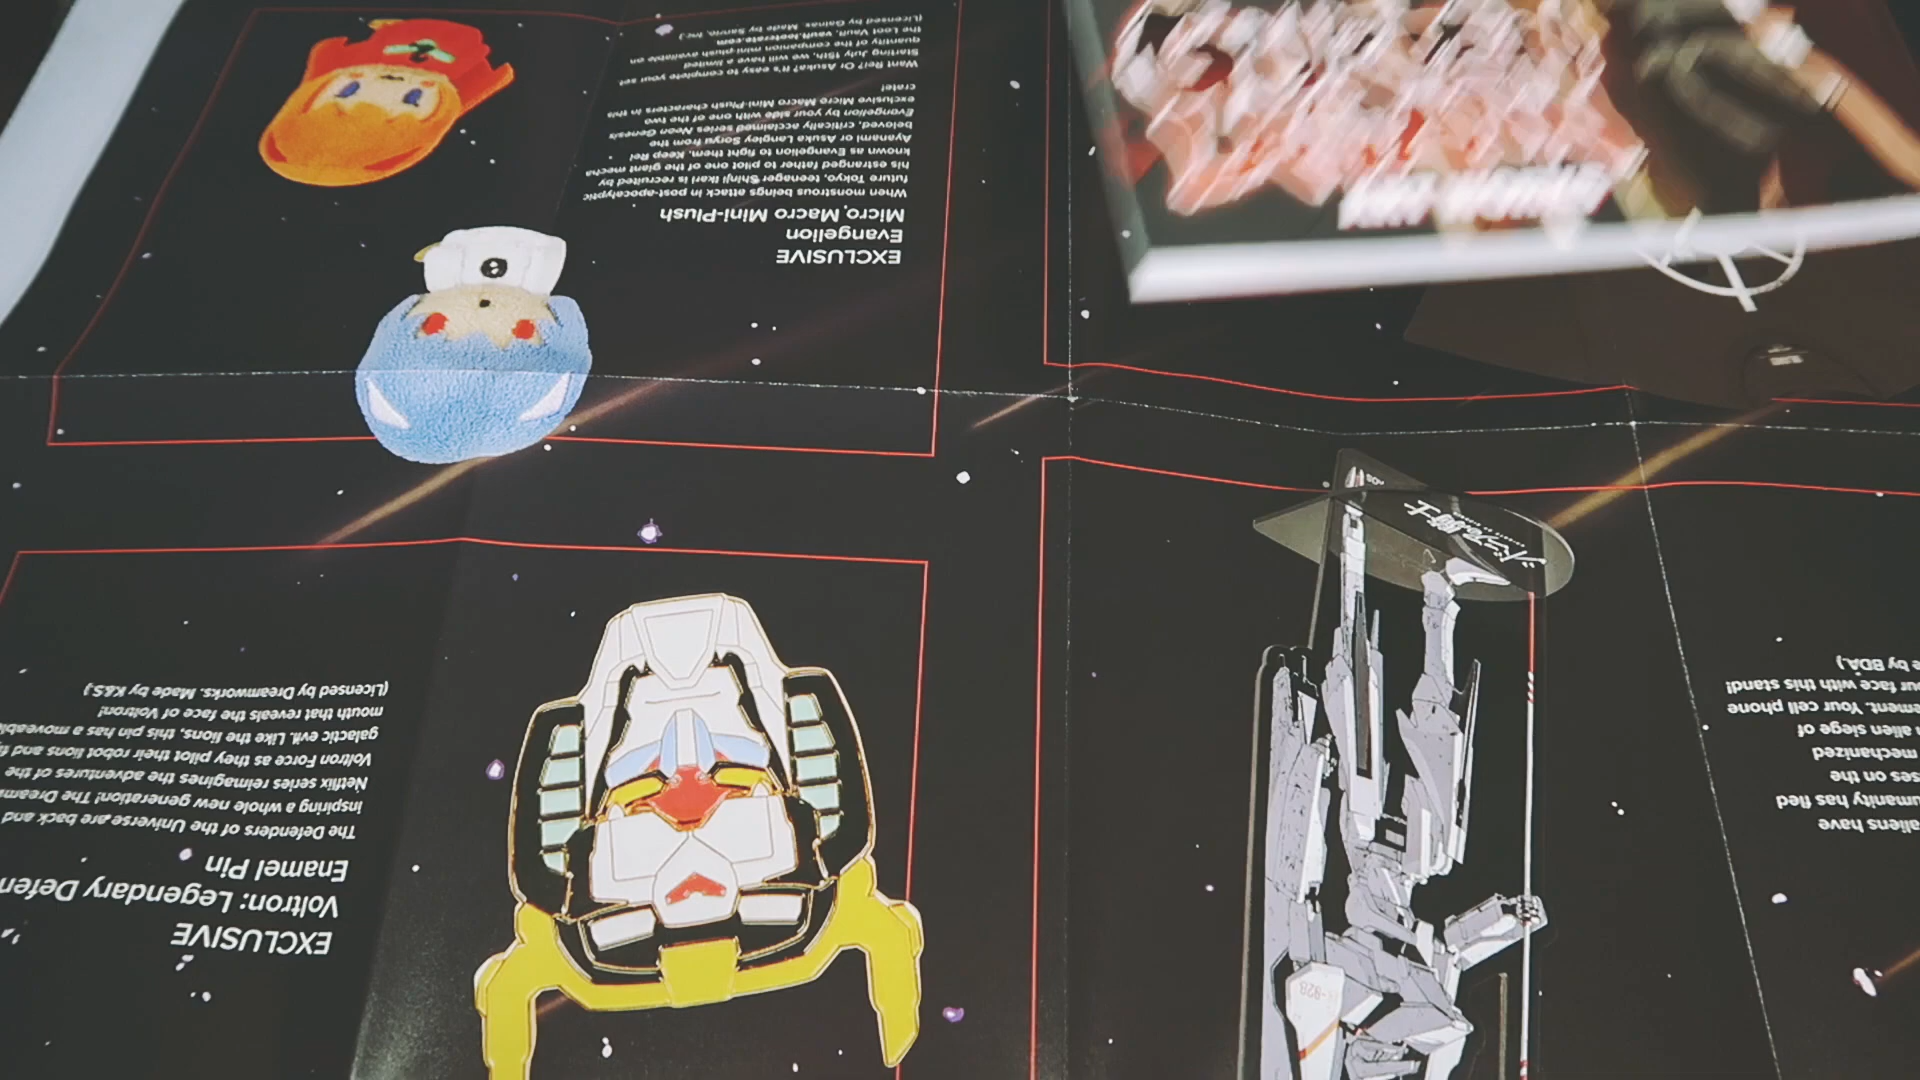 EXCLUSIVE
Evangelion
Micro Macro Mini-Plush
When monstrous beings attack in post-apocalyptic
future Tokyo, teenager Shinji Ikari is recruited by
his estranged father to pilot one of the giant mecha
known as Evangelion to fight them. Keep Rei
Ayanami or Asuka Langley Soryu from the
beloved, critically acclaimed series Neon Genesis
Evangelion by your side with one of the two
exclusive Micro Macro Mini-Plush characters in this
crate!
Want Rei? Or Asuka? It's easy to complete your set
Starting July 15th, we will have a limited
quantity of the companion mini-plush available on
the Loot Vault, vault.lootcrate.com.
(Licensed by Gainax. Made by Sanrio, Inc.)
EXCLUSIVE
Voltron: Legendary Defen
Enamel Pin
The Defenders of the Universe are back and
inspiring a whole new generation! The Dreamw
Netflix series reimagines the adventures of the
Voltron Force as they pilot their robot lions and fi
galactic evil. Like the lions, this pin has a moveable
mouth that reveals the face of Voltron!
(Licensed by Dreamworks. Made by K&S.)
aliens have
umanity has fled
ses on the
mechanized
alien siege of
ement. Your cell phone
our face with this stand!
e by BDA.)
シドニアの騎士